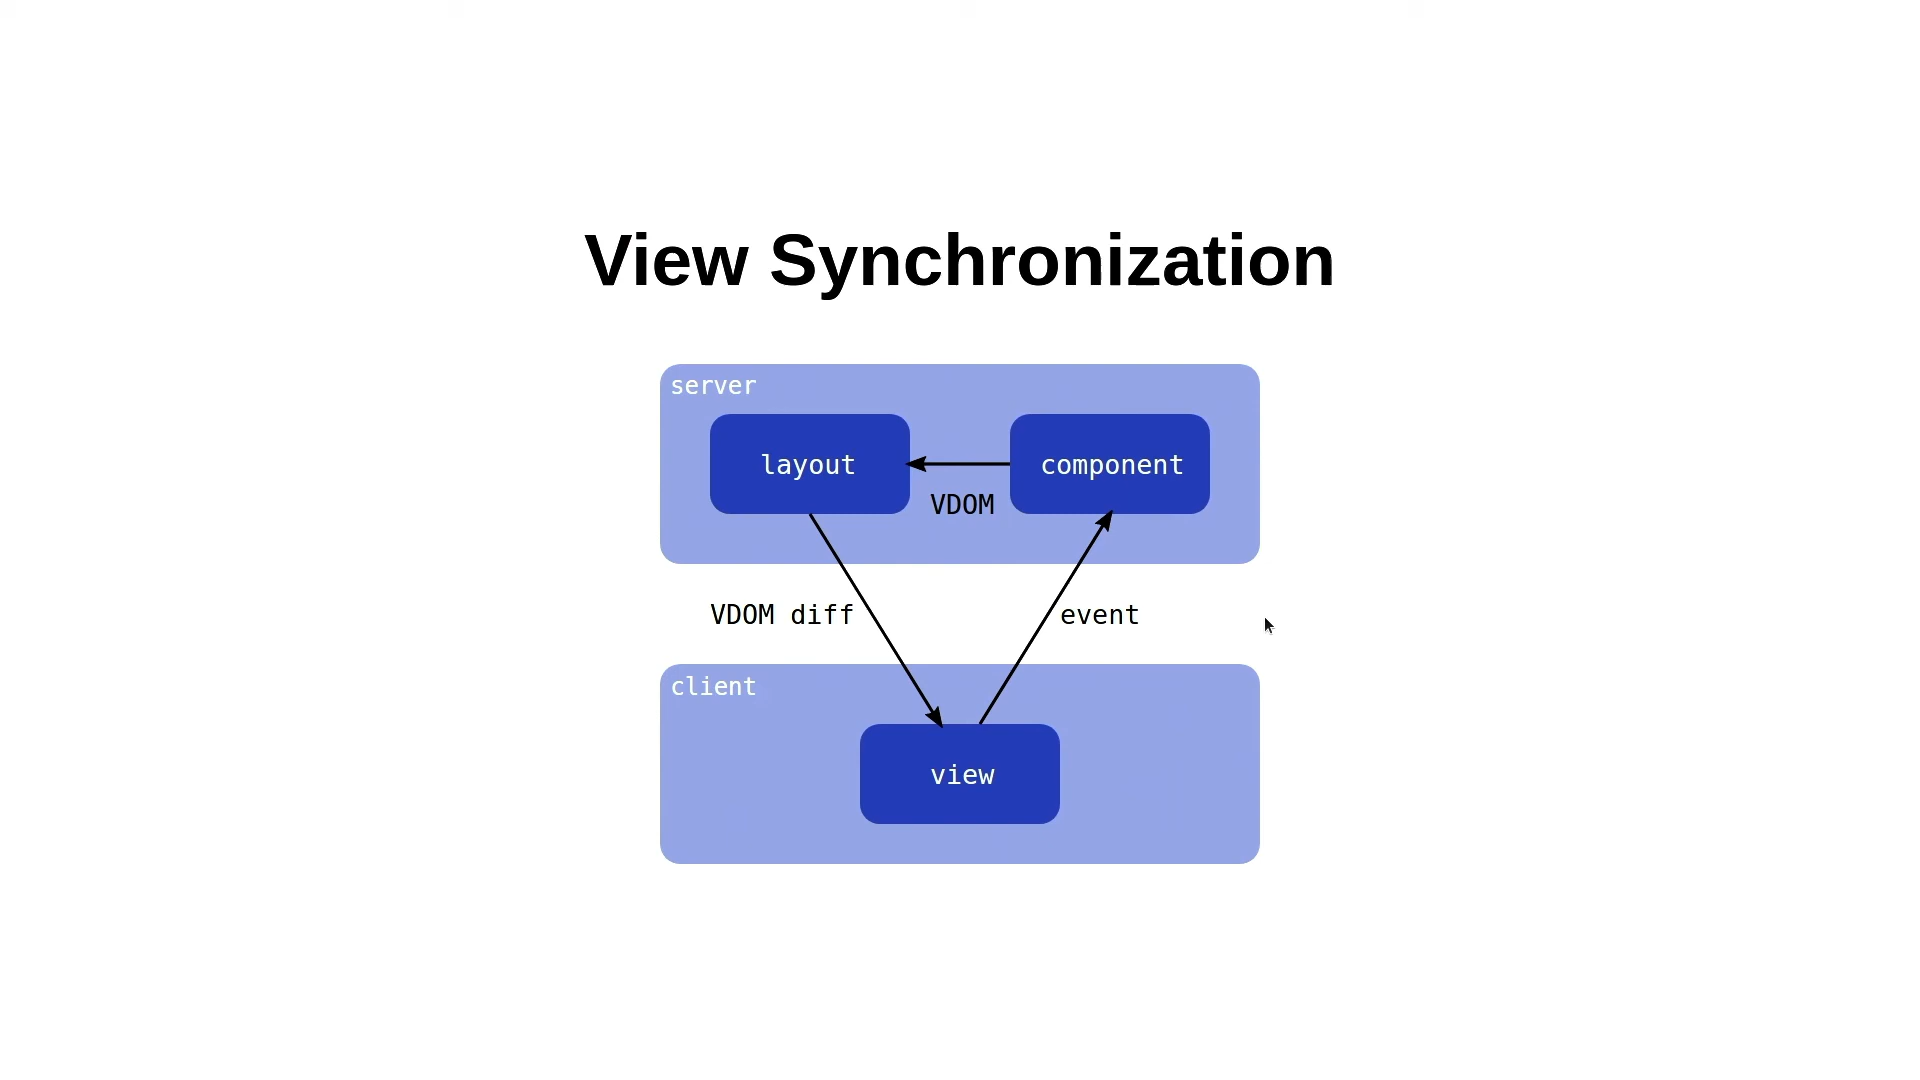 View Synchronization
server
layout
component
VDOM
VDOM diff
event
client
view